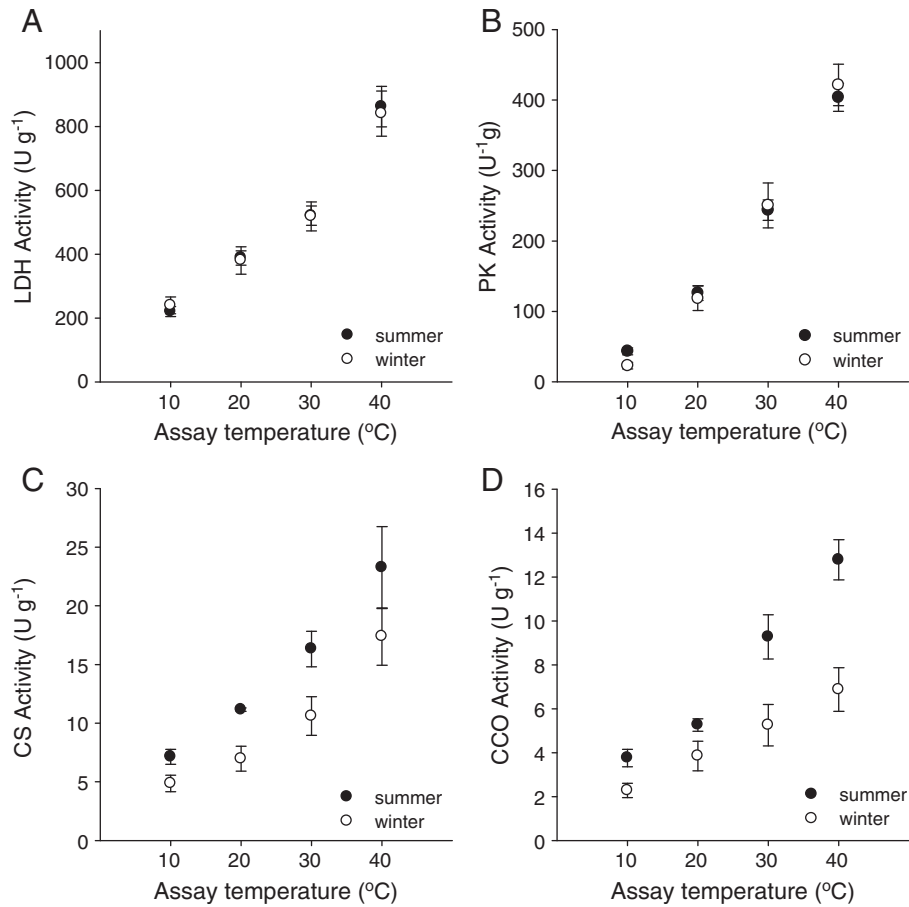 A
LDH Activity (U g⁻¹)
1000
800
600
400
200
0
10 20 30 40
Assay temperature (°C)
summer
winter
B
PK Activity (U⁻¹g)
500
400
300
200
100
0
10 20 30 40
Assay temperature (°C)
summer
winter
C
CS Activity (U g⁻¹)
30
25
20
15
10
5
0
10 20 30 40
Assay temperature (°C)
summer
winter
D
CCO Activity (U g⁻¹)
16
14
12
10
8
6
4
2
0
10 20 30 40
Assay temperature (°C)
summer
winter